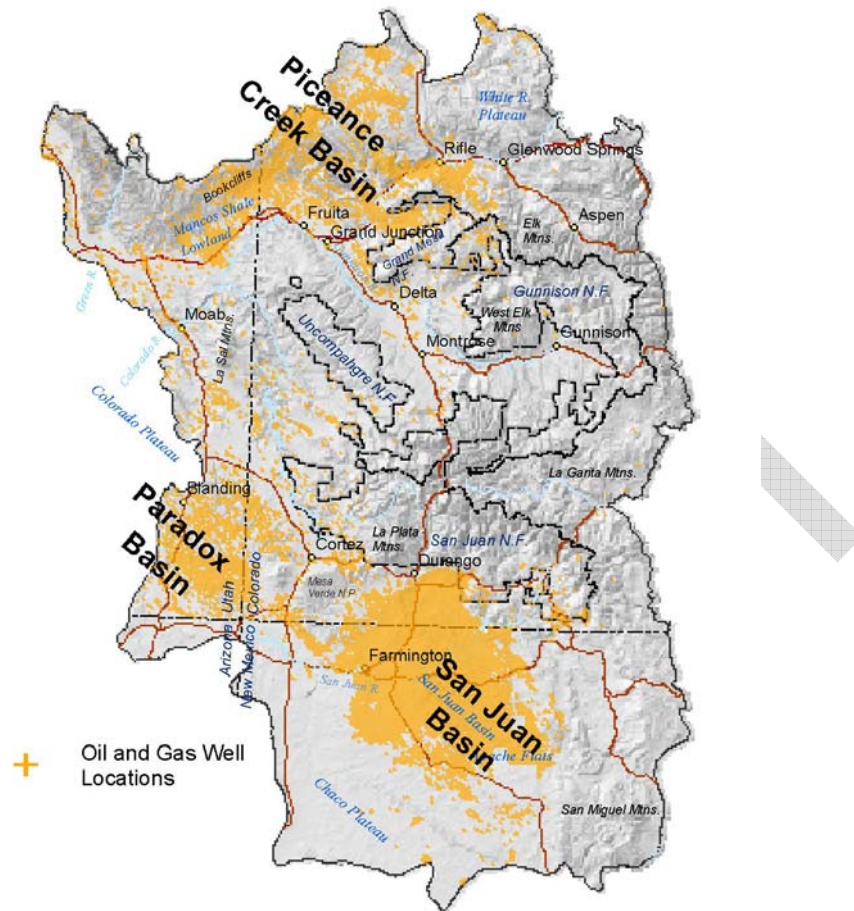 Piceance
Creek Basin
White R.
Plateau
Rifle
Glenwood Springs
Bookcliffs
Mancos Shale
Lowland
Fruita
Grand Junction
Aspen
Elk
Mtns.
Grand Mesa
N.F.
Green R.
Delta
Gunnison N.F.
West Elk
Mtns
Gunnison
Moab
La Sal Mtns.
Uncompahgre N.F.
Montrose
Colorado R.
Colorado Plateau
La Garita Mtns.
Blanding
Paradox
Basin
La Plata
Mtns.
San Juan N.F.
Cortez
Durango
Mesa
Verde N.P.
Utah
Colorado
Arizona
New Mexico
Farmington
San Juan R.
San Juan
Basin
San Juan Basin
che Flats
Oil and Gas Well
Locations
Chaco Plateau
San Miguel Mtns.